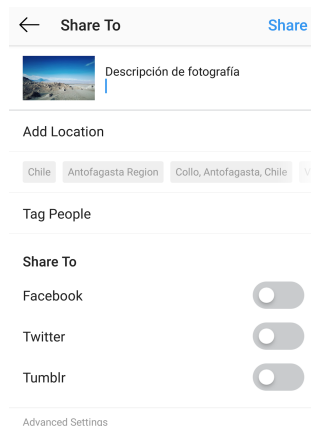 Share To
Share
Descripción de fotografía
Add Location
Chile
Antofagasta Region
Collo, Antofagasta, Chile
Tag People
Share To
Facebook
Twitter
Tumblr
Advanced Settings